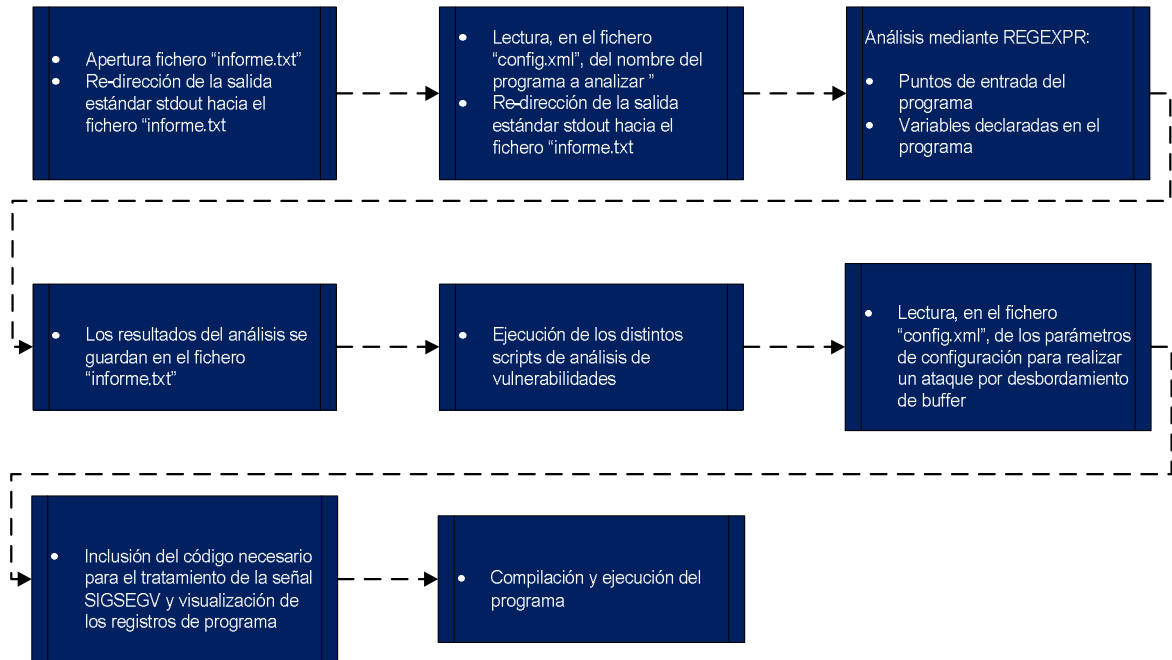 • Apertura fichero “informe.txt”
• Re-dirección de la salida
estándar stdout hacia el
fichero “informe.txt
• Lectura, en el fichero
“config.xml”, del nombre del
programa a analizar ”
• Re-dirección de la salida
estándar stdout hacia el
fichero “informe.txt
Análisis mediante REGEXPR:
• Puntos de entrada del
programa
• Variables declaradas en el
programa
• Los resultados del análisis se
guardan en el fichero
“informe.txt”
• Ejecución de los distintos
scripts de análisis de
vulnerabilidades
• Lectura, en el fichero
“config.xml”, de los parámetros
de configuración para realizar
un ataque por desbordamiento
de buffer
• Inclusión del código necesario
para el tratamiento de la señal
SIGSEGV y visualización de
los registros de programa
• Compilación y ejecución del
programa